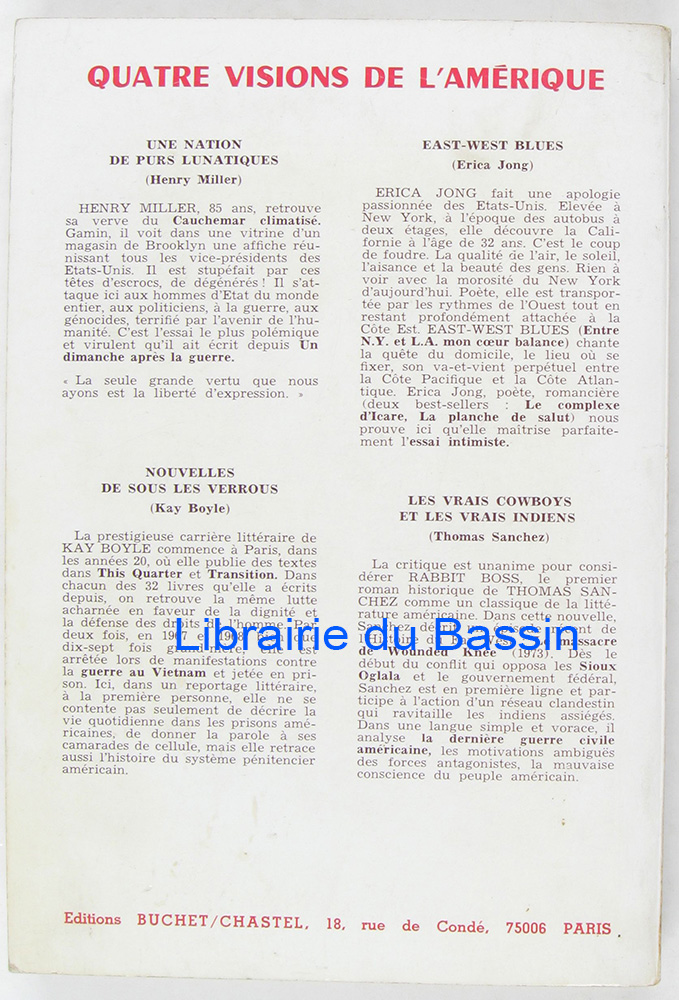 QUATRE VISIONS DE L'AMÉRIQUE
UNE NATION
DE PURS LUNATIQUES
(Henry Miller)
HENRY MILLER, 85 ans, retrouve
sa verve du Cauchemar climatisé.
Gamin, il voit dans une vitrine d'un
magasin de Brooklyn une affiche réu-
nissant tous les vice-présidents des
Etats-Unis. Il est stupéfait par ces
têtes d'escrocs, de dégénérés ! Il s'at-
taque ici aux hommes d'Etat du monde
entier, aux politiciens, à la guerre, aux
génocides, terrifié par l'avenir de l'hu-
manité. C'est l'essai le plus polémique
et virulent qu'il ait écrit depuis Un
dimanche après la guerre.
« La seule grande vertu que nous
ayons est la liberté d'expression. »
NOUVELLES
DE SOUS LES VERROUS
(Kay Boyle)
La prestigieuse carrière littéraire de
KAY BOYLE commence à Paris, dans
les années 20, où elle publie des textes
dans This Quarter et Transition. Dans
chacun des 32 livres qu'elle a écrits
depuis, on retrouve la même lutte
acharnée en faveur de la dignité et
la défense des droits de l'homme. Par
deux fois, en 1967 et 1968, bien que
dix-sept fois grand-mère, elle est
arrêtée lors de manifestations contre
la guerre au Vietnam et jetée en pri-
son. Ici, dans un reportage littéraire,
à la première personne, elle ne se
contente pas seulement de décrire la
vie quotidienne dans les prisons amé-
ricaines, de donner la parole à ses
camarades de cellule, mais elle retrace
aussi l'histoire du système pénitencier
américain.
EAST-WEST BLUES
(Erica Jong)
ERICA JONG fait une apologie
passionnée des Etats-Unis. Elevée à
New York, à l'époque des autobus à
deux étages, elle découvre la Cali-
fornie à l'âge de 32 ans. C'est le coup
de foudre. La qualité de l'air, le soleil,
l'aisance et la beauté des gens. Rien à
voir avec la morosité du New York
d'aujourd'hui. Poète, elle est transpor-
tée par les rythmes de l'Ouest tout en
restant profondément attachée à la
Côte Est. EAST-WEST BLUES (Entre
N.Y. et L.A. mon cœur balance) chante
la quête du domicile, le lieu où se
fixer, son va-et-vient perpétuel entre
la Côte Pacifique et la Côte Atlan-
tique. Erica Jong, poète, romancière
(deux best-sellers : Le complexe
d'Icare, La planche de salut) nous
prouve ici qu'elle maîtrise parfaite-
ment l'essai intimiste.
LES VRAIS COWBOYS
ET LES VRAIS INDIENS
(Thomas Sanchez)
La critique est unanime pour consi-
dérer RABBIT BOSS, le premier
roman historique de THOMAS SAN-
CHEZ comme un classique de la litté-
rature américaine. Dans cette nouvelle,
Sanchez décrit un épisode récent de
l'Histoire du Far West : massacre
de Wounded Knee (1973). Dès le
début du conflit qui opposa les Sioux
Oglala et le gouvernement fédéral,
Sanchez est en première ligne et par-
ticipe à l'action d'un réseau clandestin
qui ravitaille les indiens assiégés.
Dans une langue simple et vorace, il
analyse la dernière guerre civile
américaine, les motivations ambiguës
des forces antagonistes, la mauvaise
conscience du peuple américain.
Librairie du Bassin
Editions BUCHET/CHASTEL, 18, rue de Condé, 75006 PARIS.